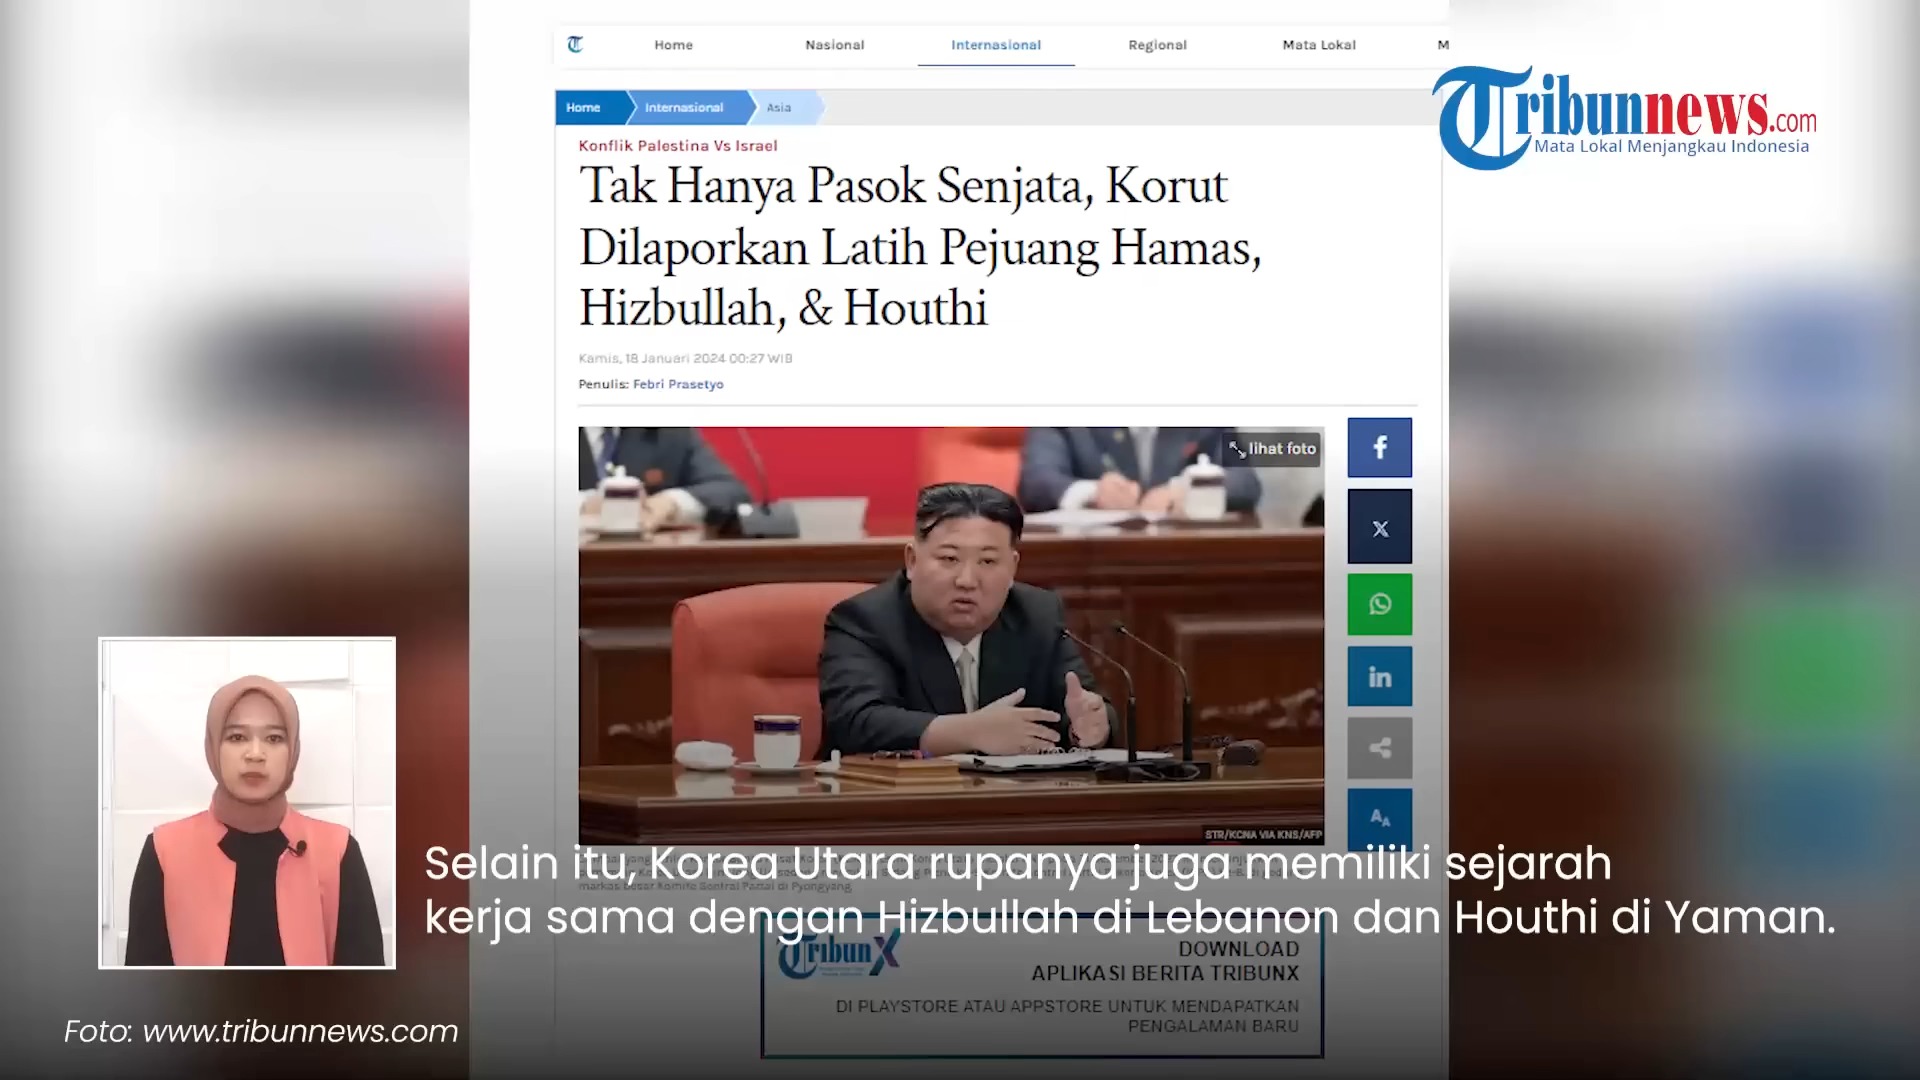 Home
Nasional
Internasional
Regional
Mata Lokal
M
Tribunnews.com
Mata Lokal Menjangkau Indonesia
Home
Internasional
Asia
Konflik Palestina Vs Israel
Tak Hanya Pasok Senjata, Korut
Dilaporkan Latih Pejuang Hamas,
Hizbullah, & Houthi
Kamis, 18 Januari 2024 00:27 WIB
Penulis: Febri Prasetyo
lihat foto
STR/KCNA VIA KNS/AFP
Selain itu, Korea Utara rupanya juga memiliki sejarah
kerja sama dengan Hizbullah di Lebanon dan Houthi di Yaman.
TribunX
DOWNLOAD
APLIKASI BERITA TRIBUNX
DI PLAYSTORE ATAU APPSTORE UNTUK MENDAPATKAN
PENGALAMAN BARU
Foto: www.tribunnews.com